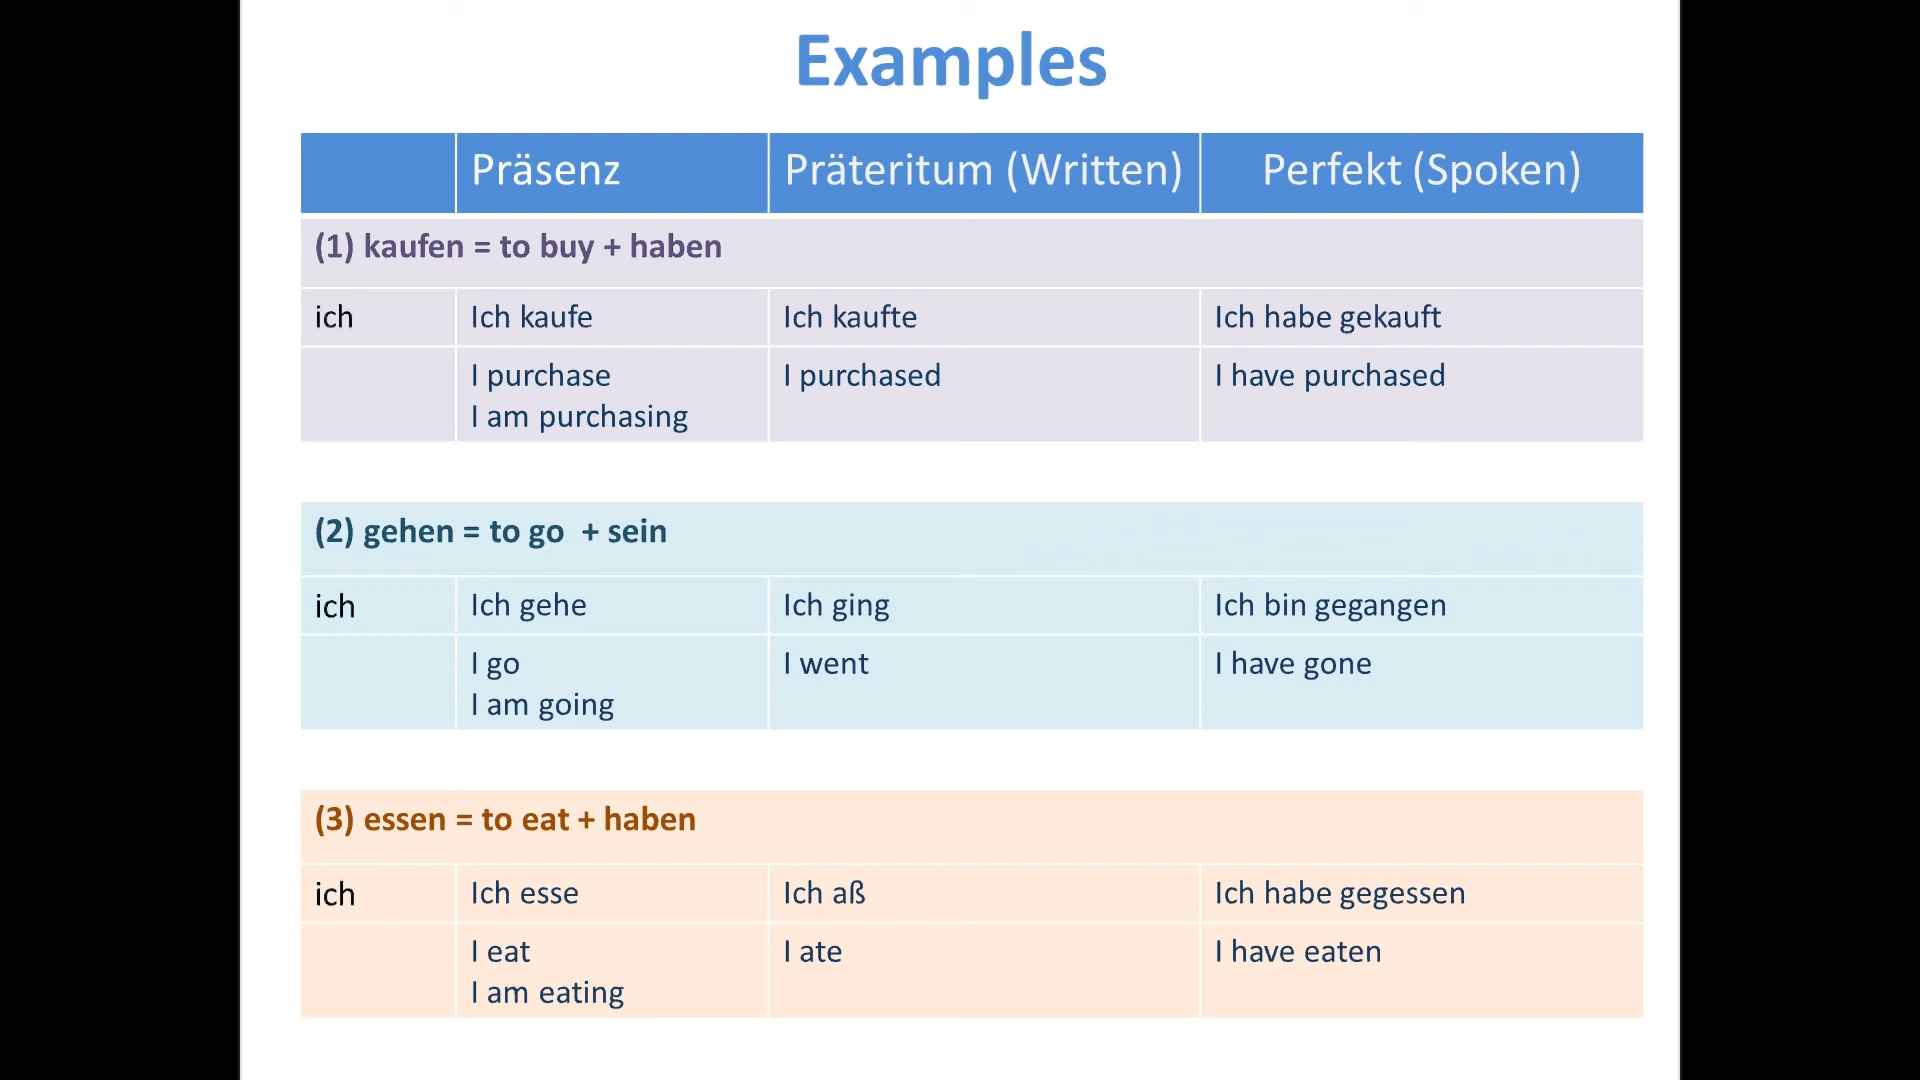 Examples
Präsenz Präteritum (Written) Perfekt (Spoken)
(1) kaufen = to buy + haben
ich Ich kaufe Ich kaufte Ich habe gekauft
I purchase I purchased I have purchased
I am purchasing
(2) gehen = to go + sein
ich Ich gehe Ich ging Ich bin gegangen
I go I went I have gone
I am going
(3) essen = to eat + haben
ich Ich esse Ich aß Ich habe gegessen
I eat I ate I have eaten
I am eating